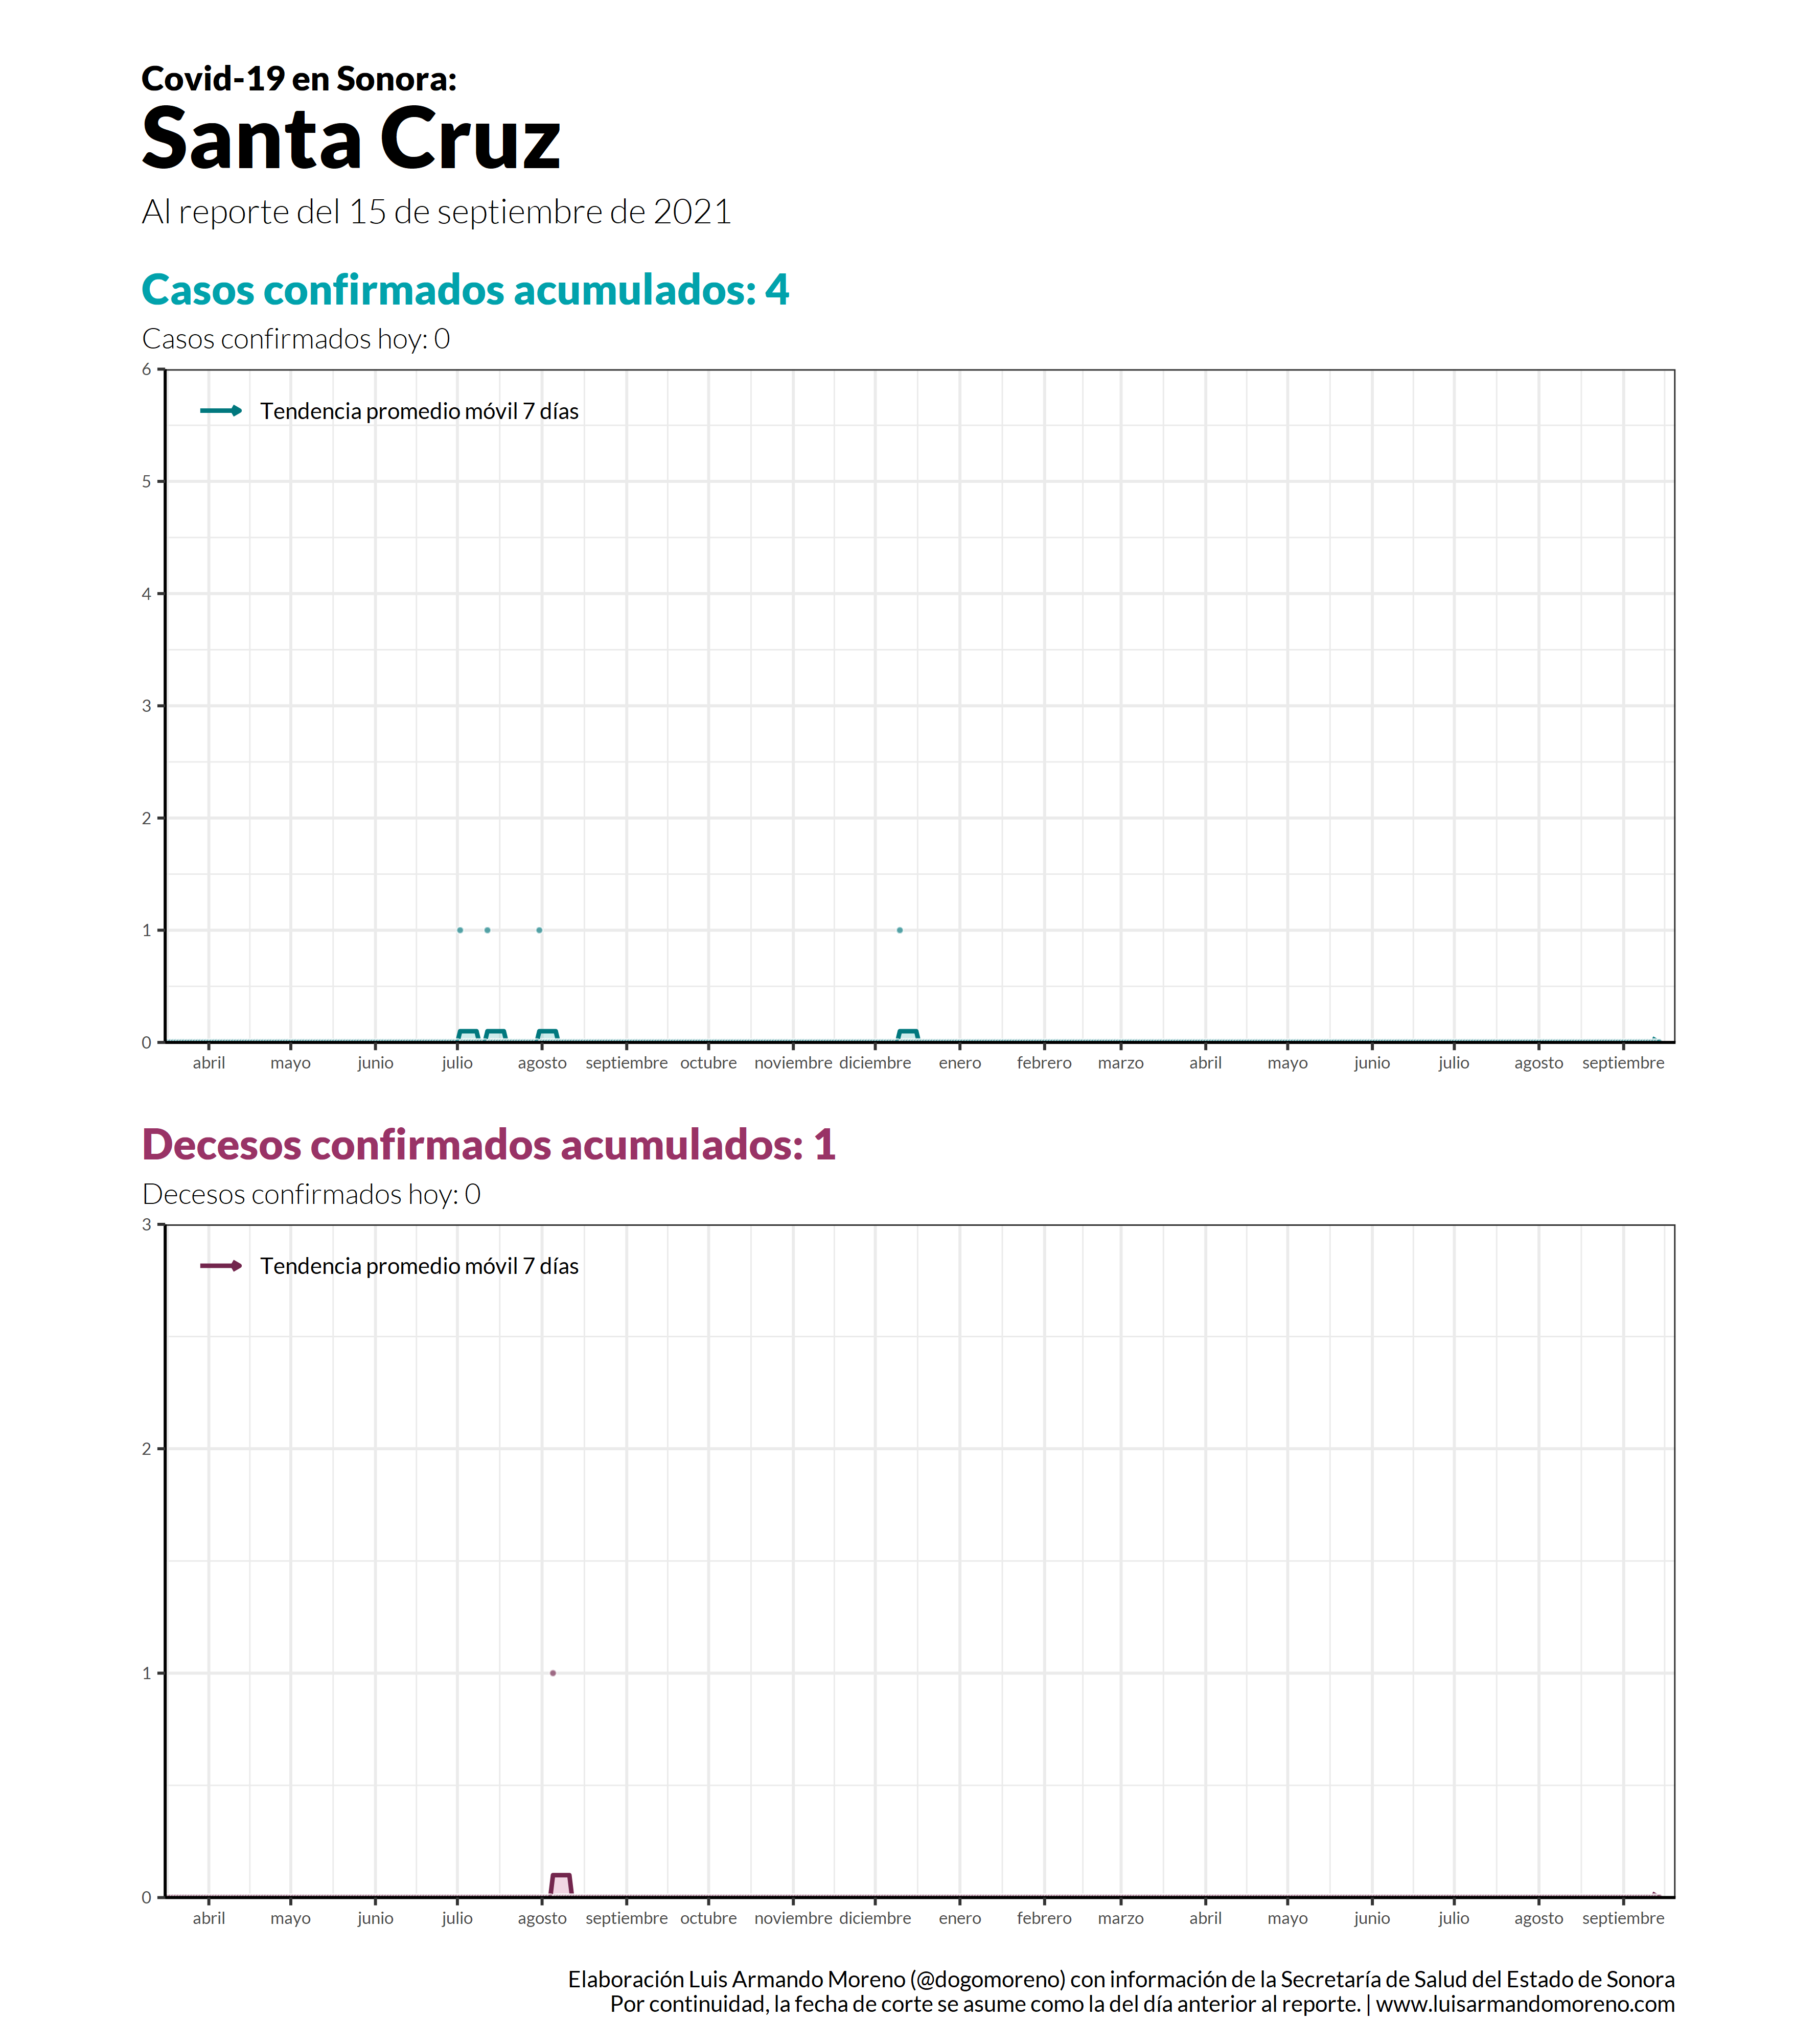 Covid-19 en Sonora:
Santa Cruz
Al reporte del 15 de septiembre de 2021
Casos confirmados acumulados: 4
Casos confirmados hoy: 0
6
Tendencia promedio móvil 7 días
5
4
3
2
1
0
abril mayo junio julio agosto septiembre octubre noviembre diciembre enero febrero marzo abril mayo junio julio agosto septiembre
Decesos confirmados acumulados: 1
Decesos confirmados hoy: 0
3
Tendencia promedio móvil 7 días
2
1
0
abril mayo junio julio agosto septiembre octubre noviembre diciembre enero febrero marzo abril mayo junio julio agosto septiembre
Elaboración Luis Armando Moreno (@dogomoreno) con información de la Secretaría de Salud del Estado de Sonora
Por continuidad, la fecha de corte se asume como la del día anterior al reporte. | www.luisarmandomoreno.com